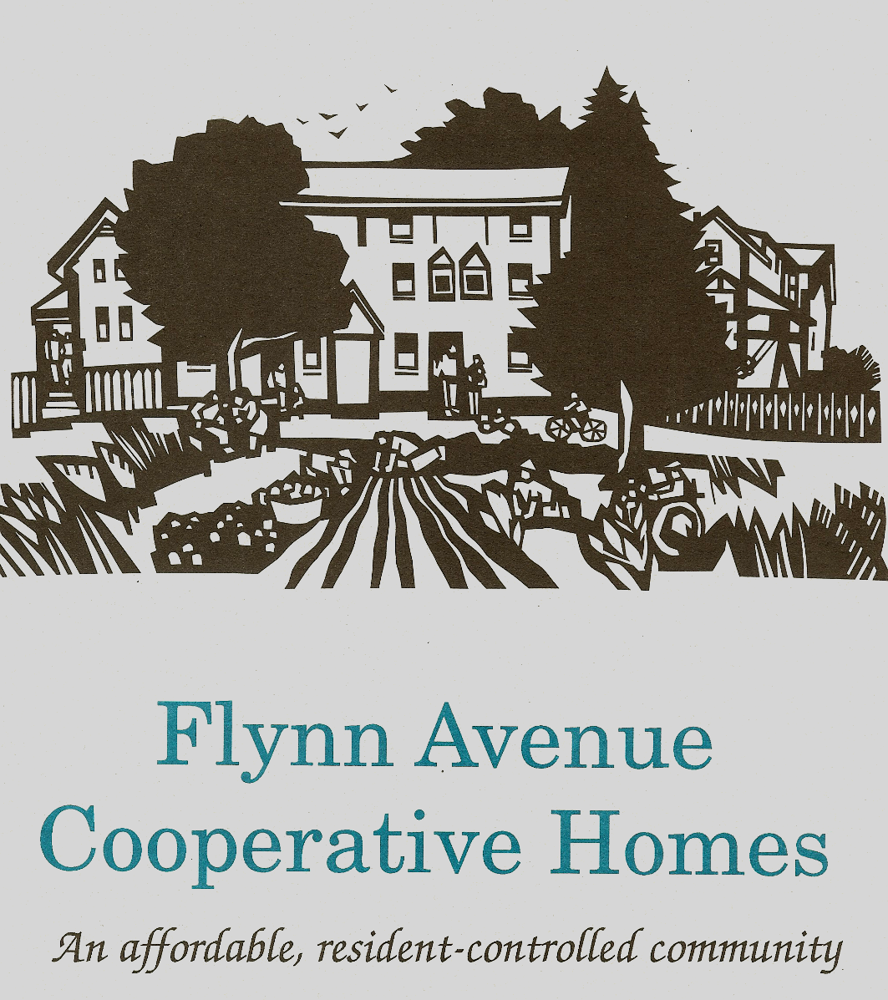 Flynn Avenue
Cooperative Homes
An affordable, resident-controlled community